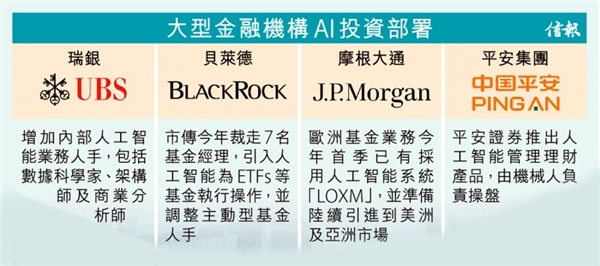 大型金融機構AI投資部署
信報
瑞銀
UBS
增加內部人工智
能業務人手，包括
數據科學家、架構
師及商業分
析師
貝萊德
BLACKROCK
市傳今年裁走7名
基金經理，引入人
工智能為ETFs等
基金執行操作，並
調整主動型基金
人手
摩根大通
J.P.Morgan
歐洲基金業務今
年首季已有採
用人工智能系統
「LOXM」，並準備
陸續引進到美洲
及亞洲市場
平安集團
中国平安
PING AN
平安證券推出人
工智能管理理財
產品，由機械人負
責操盤